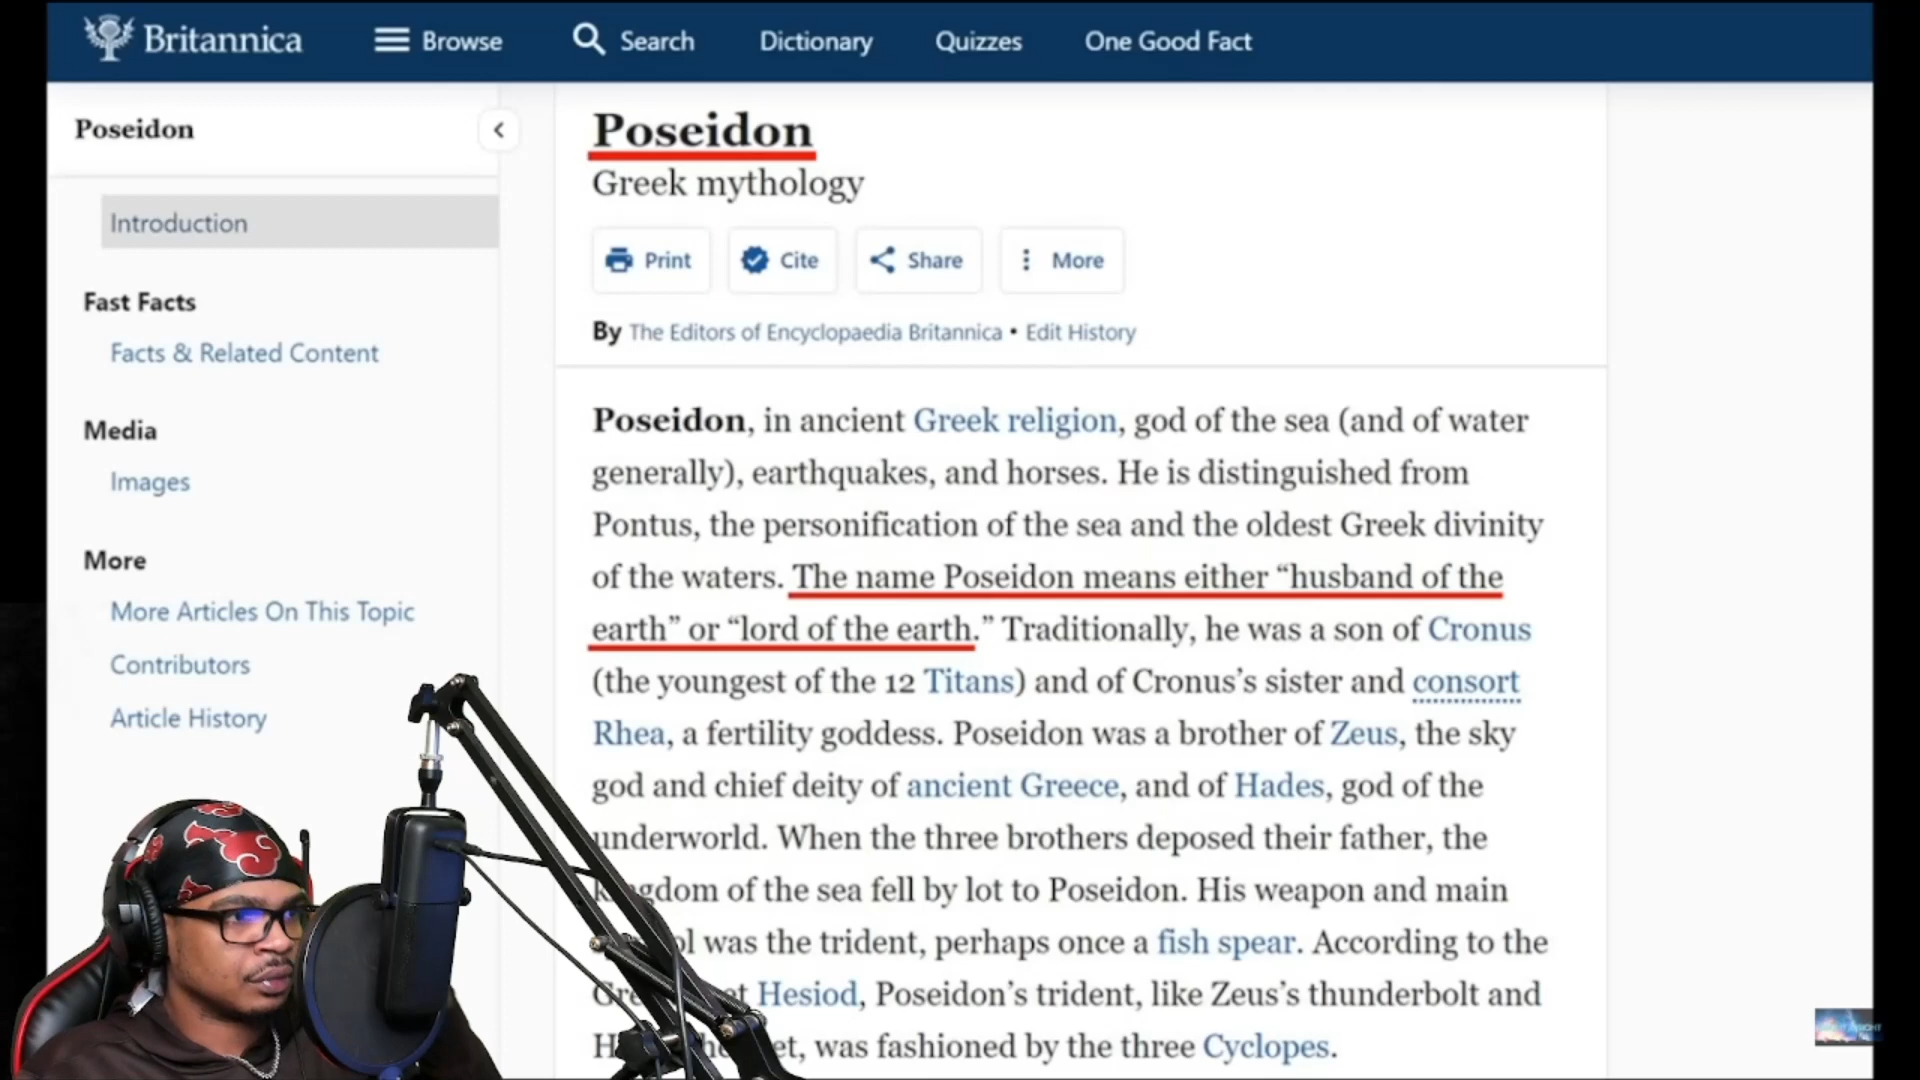 Britannica
Browse
Search
Dictionary
Quizzes
One Good Fact
Poseidon
Introduction
Fast Facts
Facts & Related Content
Media
Images
More
More Articles On This Topic
Contributors
Article History
Poseidon
Greek mythology
Print
Cite
Share
More
By The Editors of Encyclopaedia Britannica • Edit History
Poseidon, in ancient Greek religion, god of the sea (and of water
generally), earthquakes, and horses. He is distinguished from
Pontus, the personification of the sea and the oldest Greek divinity
of the waters. The name Poseidon means either “husband of the
earth” or “lord of the earth.” Traditionally, he was a son of Cronus
(the youngest of the 12 Titans) and of Cronus’s sister and consort
Rhea, a fertility goddess. Poseidon was a brother of Zeus, the sky
god and chief deity of ancient Greece, and of Hades, god of the
underworld. When the three brothers deposed their father, the
of the sea fell by lot to Poseidon. His weapon and main
was the trident, perhaps once a fish spear. According to the
Hesiod, Poseidon’s trident, like Zeus’s thunderbolt and
was fashioned by the three Cyclopes.